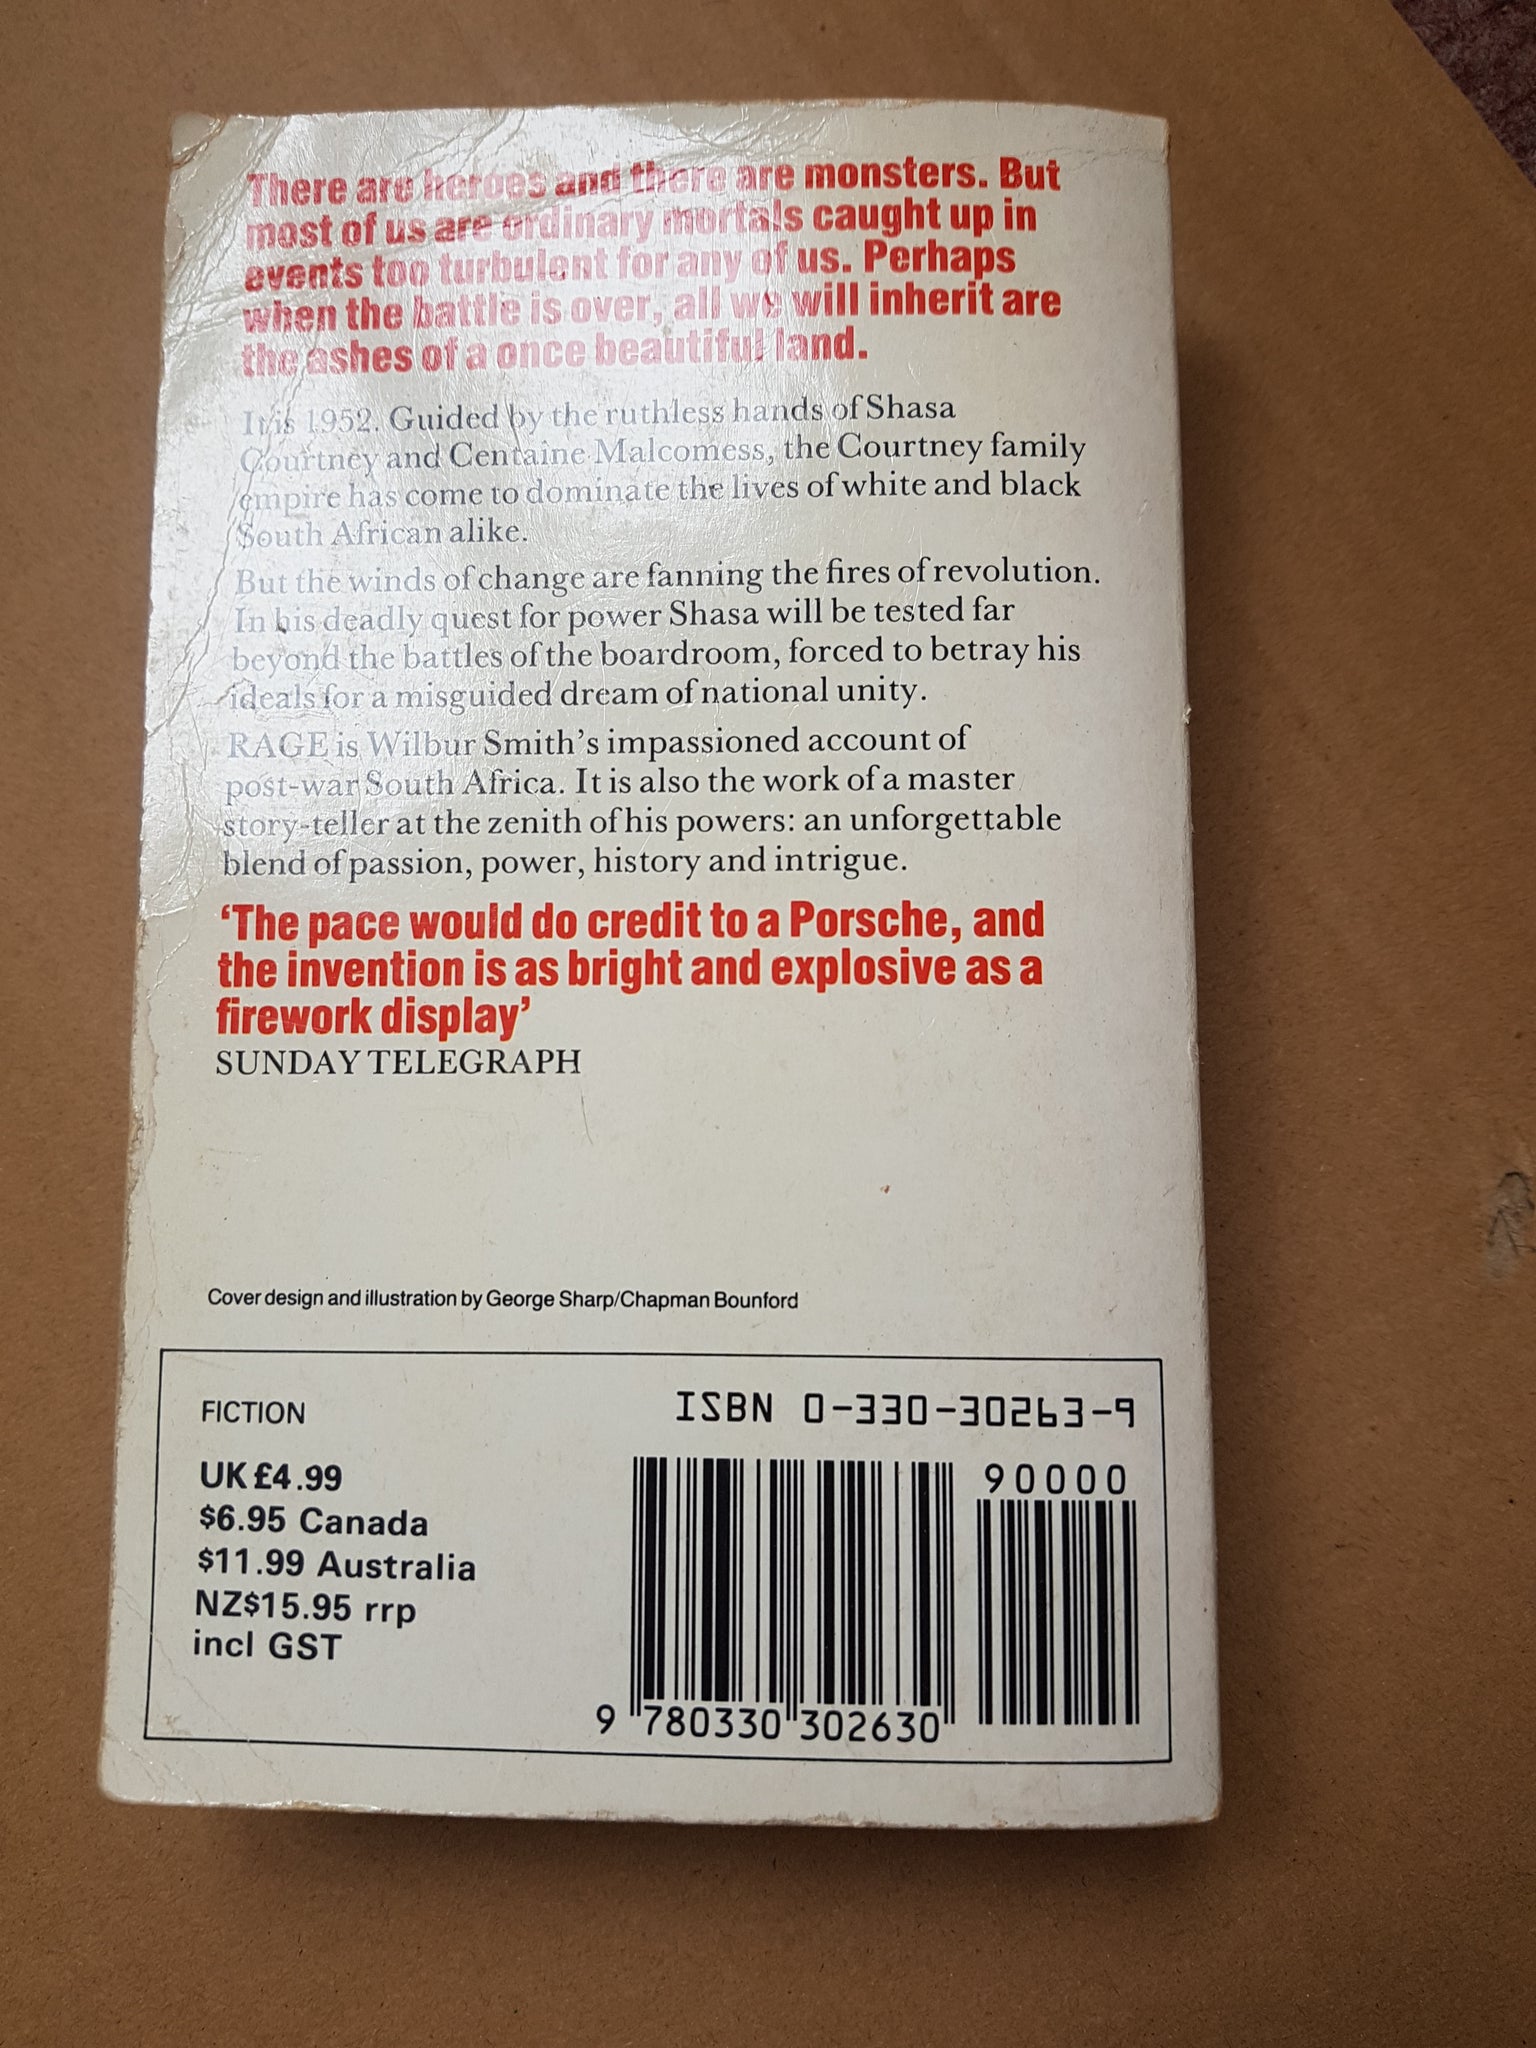 There are heroes and there are monsters. But
most of us are ordinary mortals caught up in
events too turbulent for any of us. Perhaps
when the battle is over, all we will inherit are
the ashes of a once beautiful land.
It is 1952. Guided by the ruthless hands of Shasa
Courtney and Centaine Malcomess, the Courtney family
empire has come to dominate the lives of white and black
South African alike.
But the winds of change are fanning the fires of revolution.
In his deadly quest for power Shasa will be tested far
beyond the battles of the boardroom, forced to betray his
ideals for a misguided dream of national unity.
RAGE is Wilbur Smith's impassioned account of
post-war South Africa. It is also the work of a master
story-teller at the zenith of his powers: an unforgettable
blend of passion, power, history and intrigue.
‘The pace would do credit to a Porsche, and
the invention is as bright and explosive as a
firework display’
SUNDAY TELEGRAPH
Cover design and illustration by George Sharp/Chapman Bounford
FICTION
UK £4.99
$6.95 Canada
$11.99 Australia
NZ$15.95 rrp
incl GST
ISBN 0-330-30263-9
90000
9 780330 302630